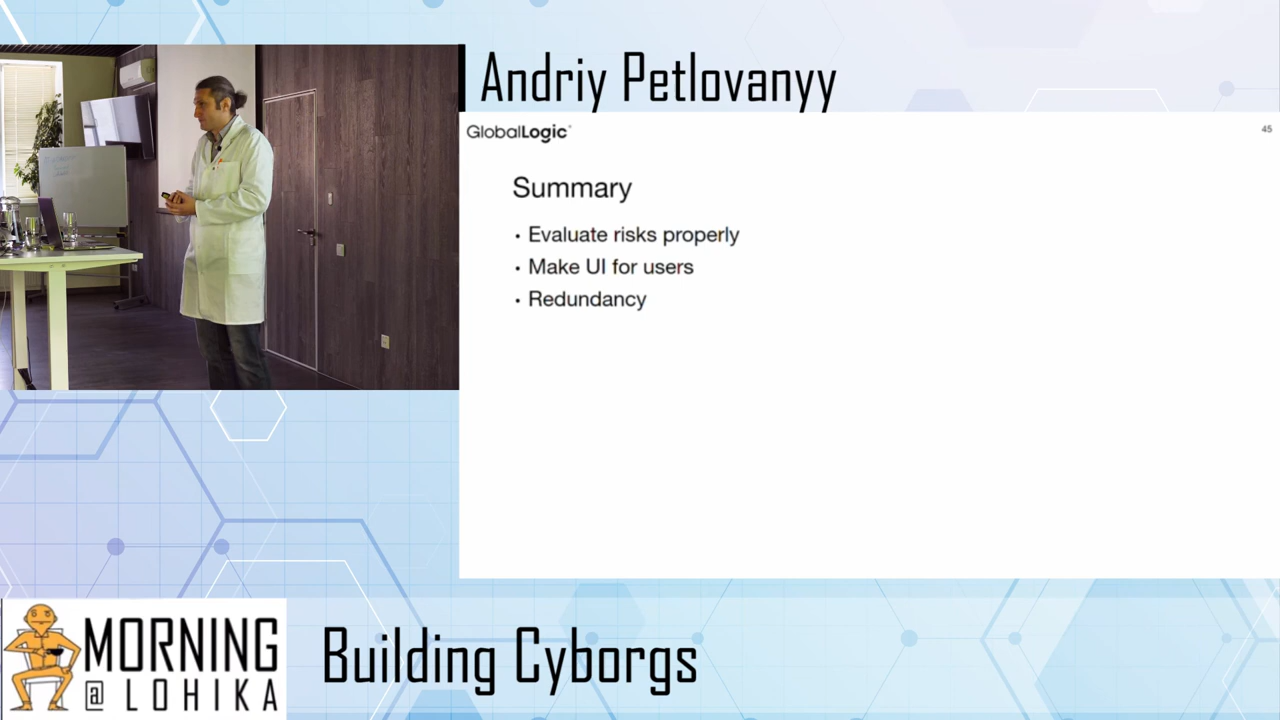 Andriy Petlovanyy
GlobalLogic
45
Summary
· Evaluate risks properly
· Make UI for users
· Redundancy
MORNING
@ LOHIKA
Building Cyborgs